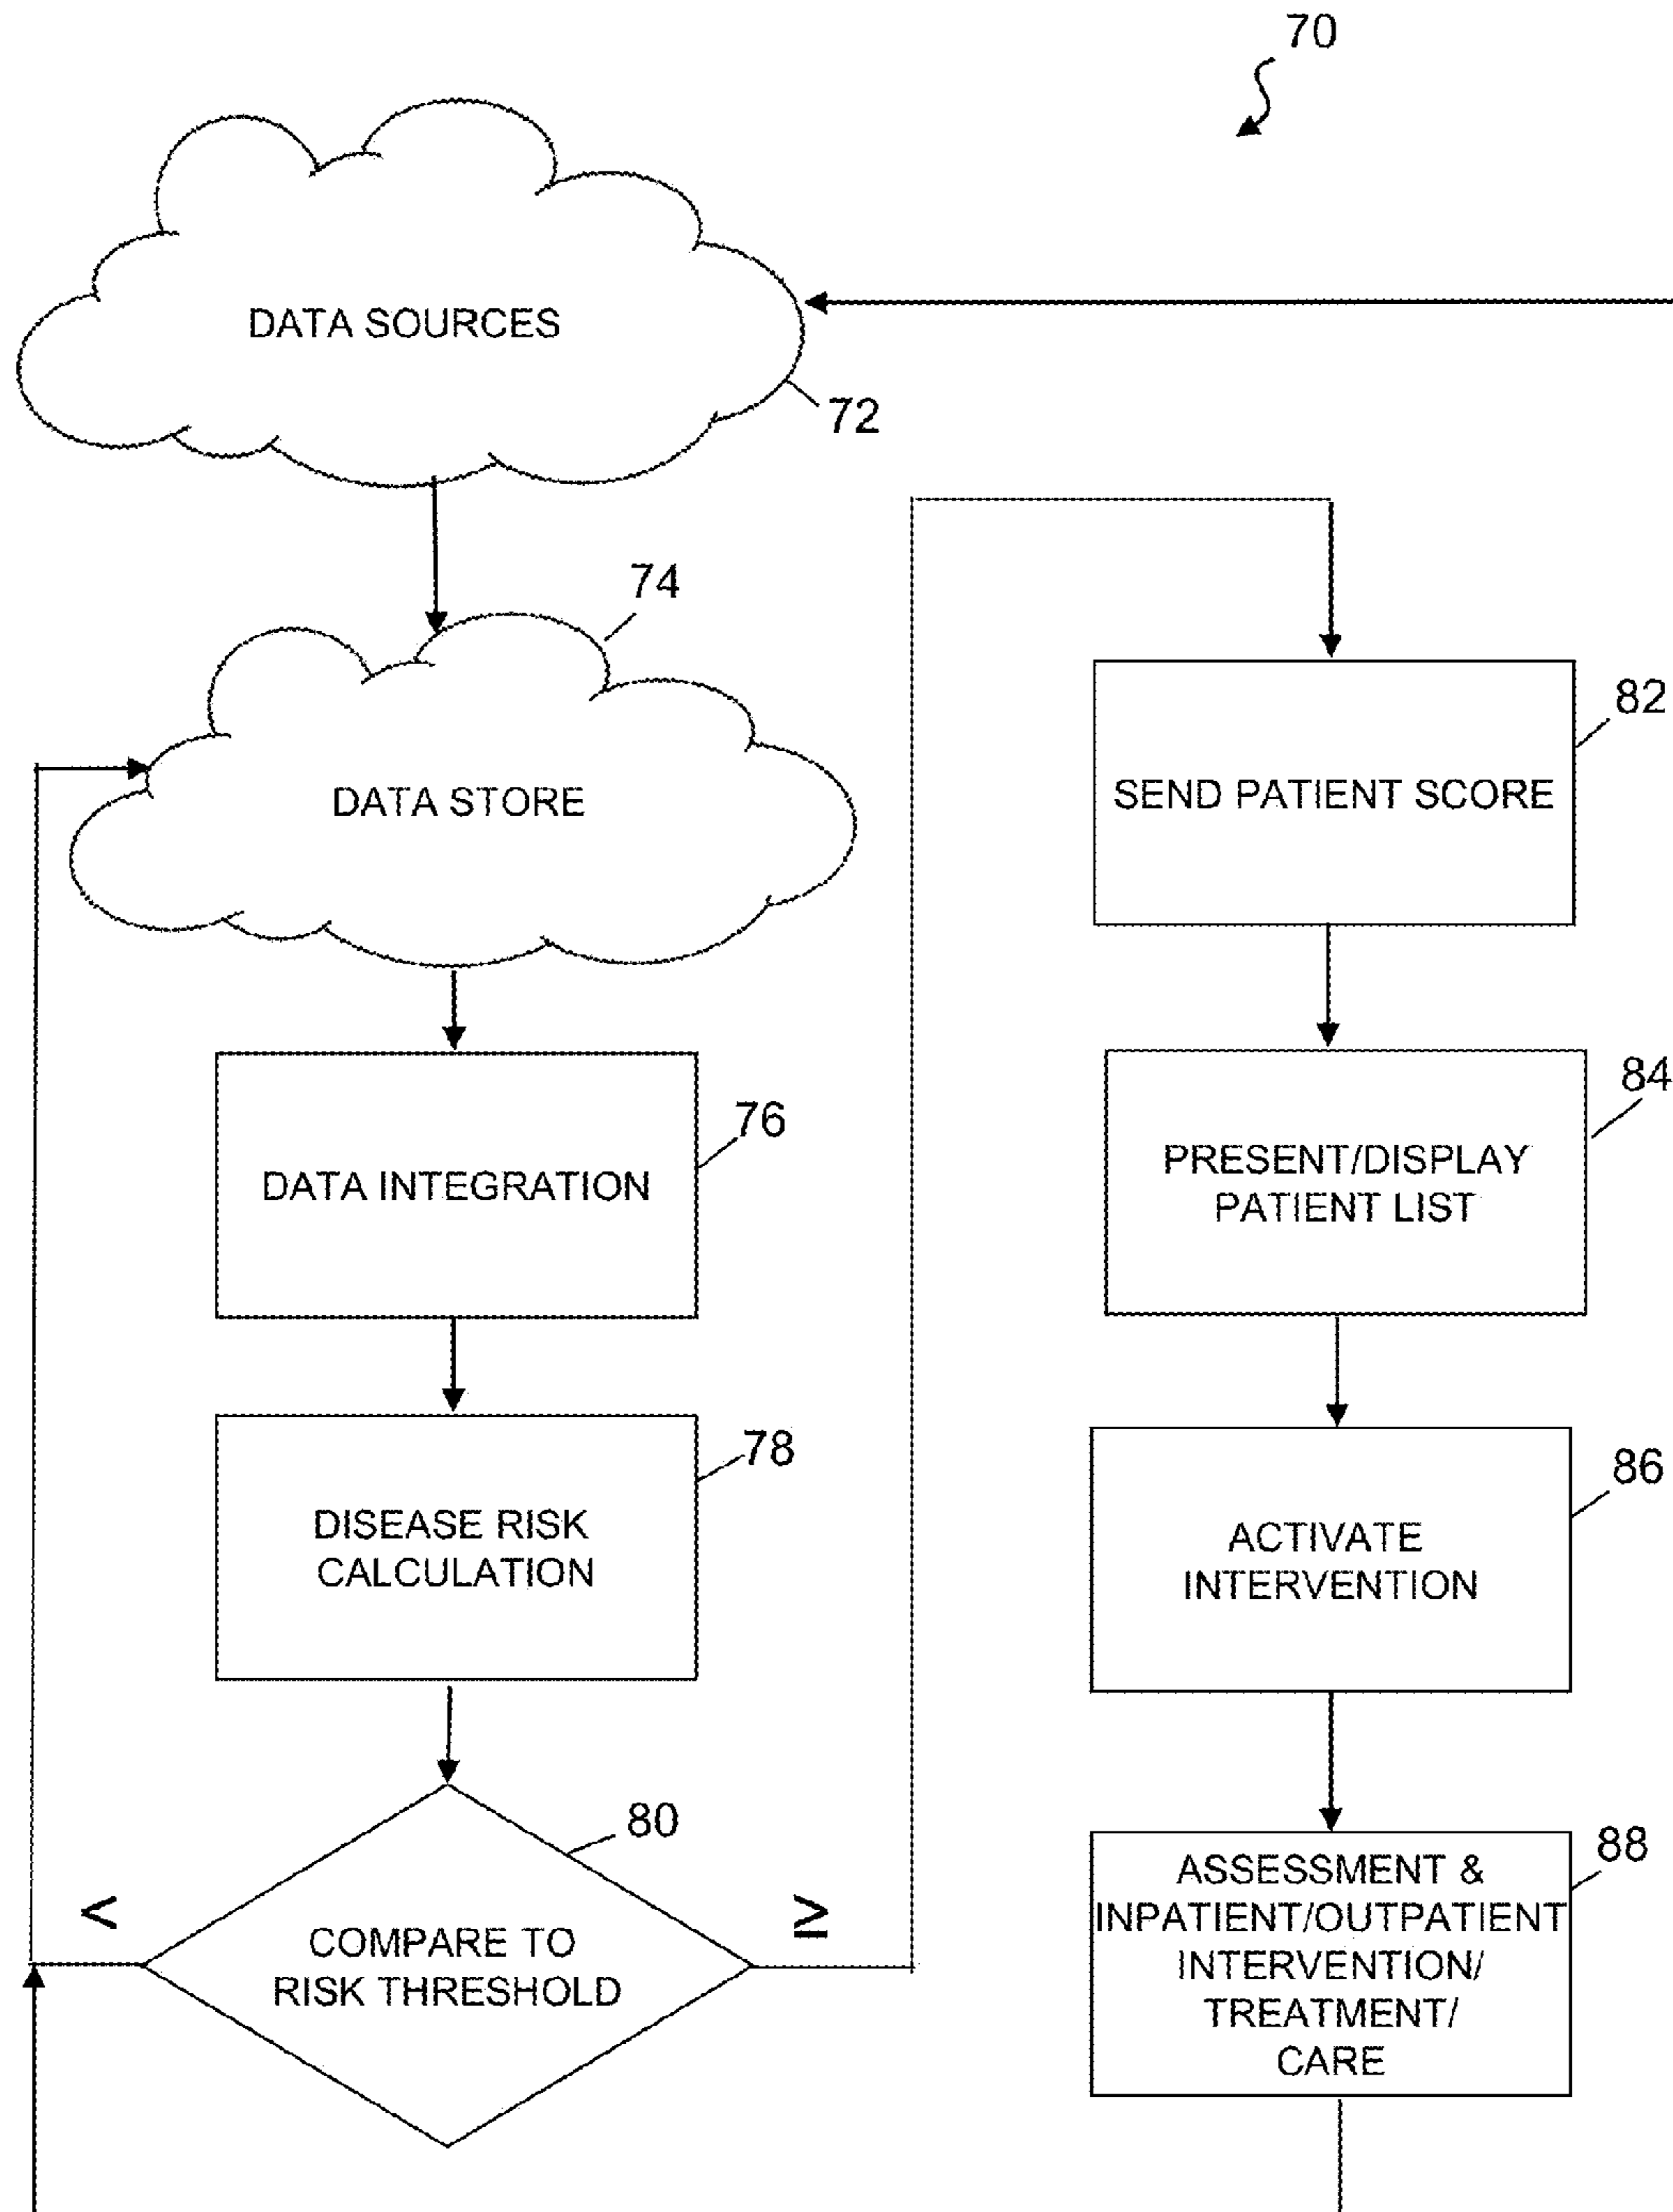 70
DATA SOURCES
72
74
DATA STORE
76
DATA INTEGRATION
78
DISEASE RISK
CALCULATION
80
<
≥
COMPARE TO
RISK THRESHOLD
82
SEND PATIENT SCORE
84
PRESENT/DISPLAY
PATIENT LIST
86
ACTIVATE
INTERVENTION
88
ASSESSMENT &
INPATIENT/OUTPATIENT
INTERVENTION/
TREATMENT/
CARE